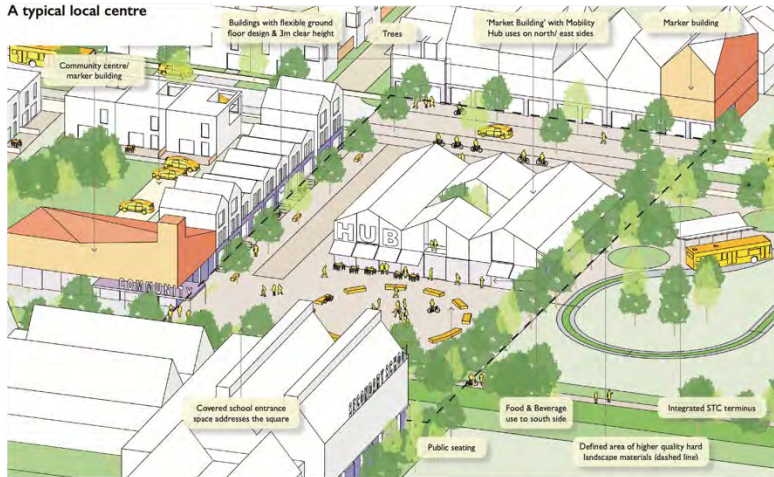 A typical local centre
Buildings with flexible ground
floor design & 3m clear height
Trees
'Market Building' with Mobility
Hub uses on north/ east sides
Marker building
Community centre/
marker building
HUB
COMMUNITY
SECONDARY SCHOOL
Covered school entrance
space addresses the square
Food & Beverage
use to south side
Integrated STC terminus
Public seating
Defined area of higher quality hard
landscape materials (dashed line)